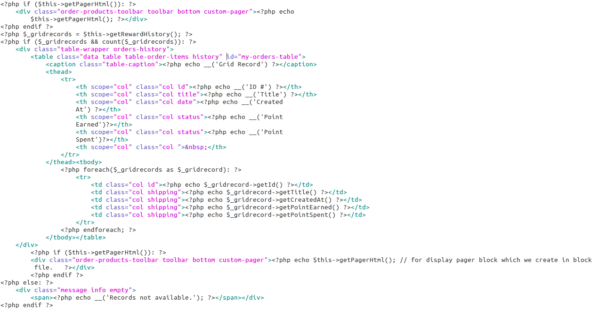 <?php if ($this->getPagerHtml()): ?>
<div class="order-products-toolbar toolbar bottom custom-pager"><?php echo
$this->getPagerHtml(); ?></div>
<?php endif ?>
<?php $_gridrecords = $this->getRewardHistory(); ?>
<?php if ($_gridrecords && count($_gridrecords)): ?>
<div class="table-wrapper orders-history">
<table class="data table table-order-items history" id="my-orders-table">
<caption class="table-caption"><?php echo __('Grid Record') ?></caption>
<thead>
<tr>
<th scope="col" class="col id"><?php echo __('ID #') ?></th>
<th scope="col" class="col title"><?php echo __('Title') ?></th>
<th scope="col" class="col date"><?php echo __('Created
At') ?></th>
<th scope="col" class="col status"><?php echo __('Point
Earned')?></th>
<th scope="col" class="col status"><?php echo __('Point
Spent')?></th>
<th scope="col" class="col ">&nbsp;</th>
</tr>
</thead><tbody>
<?php foreach($_gridrecords as $_gridrecord): ?>
<tr>
<td class="col id"><?php echo $_gridrecord->getId() ?></td>
<td class="col shipping"><?php echo $_gridrecord->getTitle() ?></td>
<td class="col shipping"><?php echo $_gridrecord->getCreatedAt() ?></td>
<td class="col shipping"><?php echo $_gridrecord->getPointEarned() ?></td>
<td class="col shipping"><?php echo $_gridrecord->getPointSpent() ?></td>
</tr>
<?php endforeach; ?>
</tbody></table>
</div>
<?php if ($this->getPagerHtml()): ?>
<div class="order-products-toolbar toolbar bottom custom-pager"><?php echo $this->getPagerHtml(); // for display pager block which we create in block
file. ?></div>
<?php endif ?>
<?php else: ?>
<div class="message info empty">
<span><?php echo __('Records not available.'); ?></span></div>
<?php endif ?>